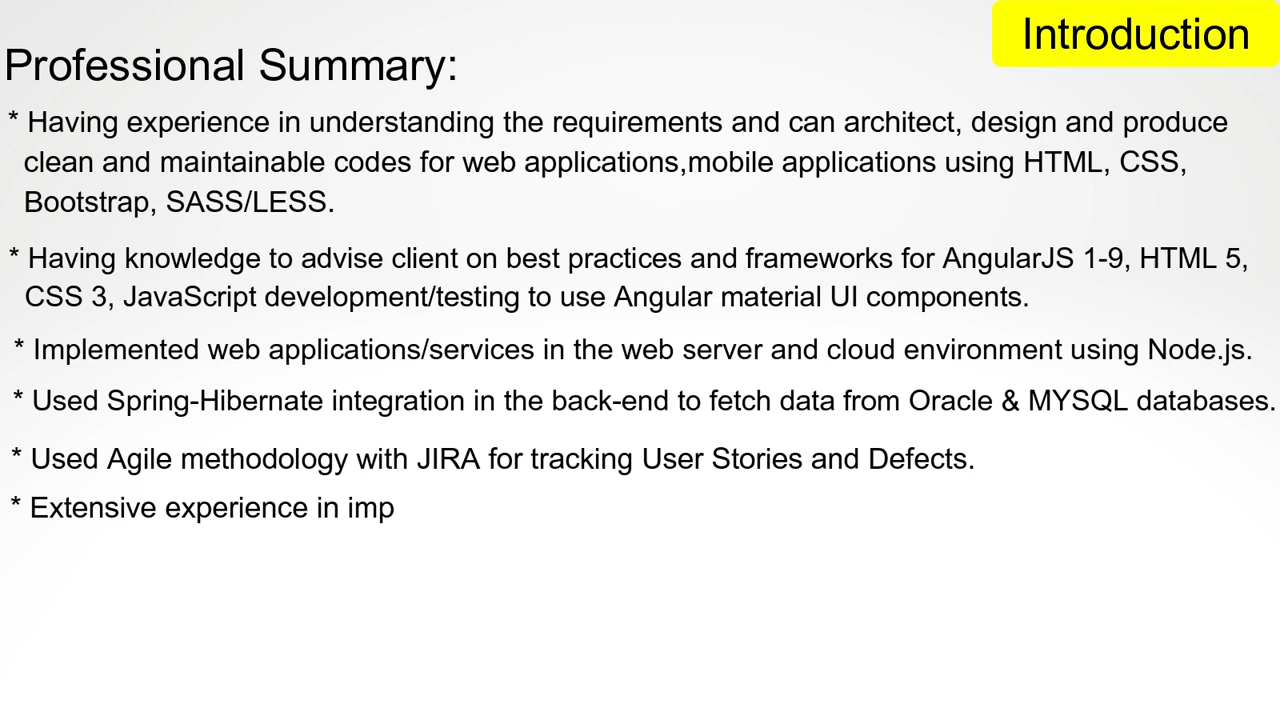 Introduction
Professional Summary:
* Having experience in understanding the requirements and can architect, design and produce
clean and maintainable codes for web applications,mobile applications using HTML, CSS,
Bootstrap, SASS/LESS.
* Having knowledge to advise client on best practices and frameworks for AngularJS 1-9, HTML 5,
CSS 3, JavaScript development/testing to use Angular material UI components.
* Implemented web applications/services in the web server and cloud environment using Node.js.
* Used Spring-Hibernate integration in the back-end to fetch data from Oracle & MYSQL databases.
* Used Agile methodology with JIRA for tracking User Stories and Defects.
* Extensive experience in imp